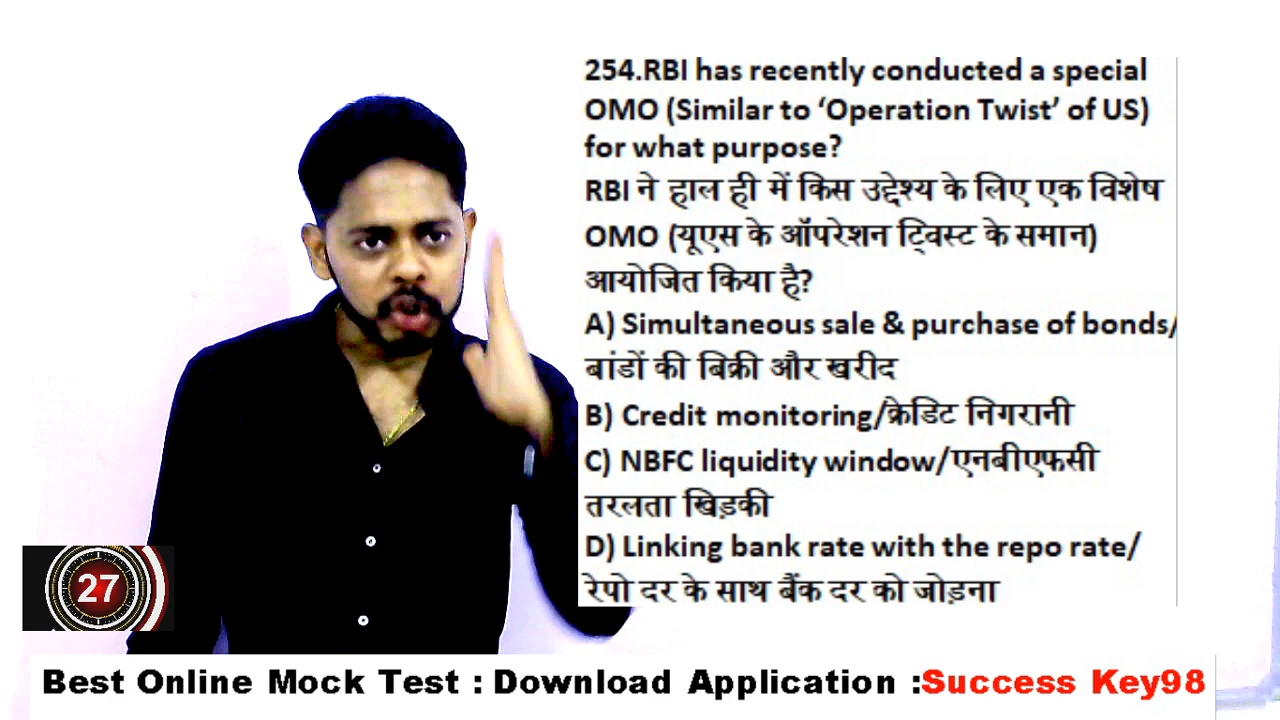 254.RBI has recently conducted a special
OMO (Similar to ‘Operation Twist’ of US)
for what purpose?
RBI ने हाल ही में किस उद्देश्य के लिए एक विशेष
OMO (यूएस के ऑपरेशन ट्विस्ट के समान)
आयोजित किया है?
A) Simultaneous sale & purchase of bonds/
बांडों की बिक्री और खरीद
B) Credit monitoring/क्रेडिट निगरानी
C) NBFC liquidity window/एनबीएफसी
तरलता खिड़की
D) Linking bank rate with the repo rate/
रेपो दर के साथ बैंक दर को जोड़ना
27
Best Online Mock Test : Download Application :Success Key98